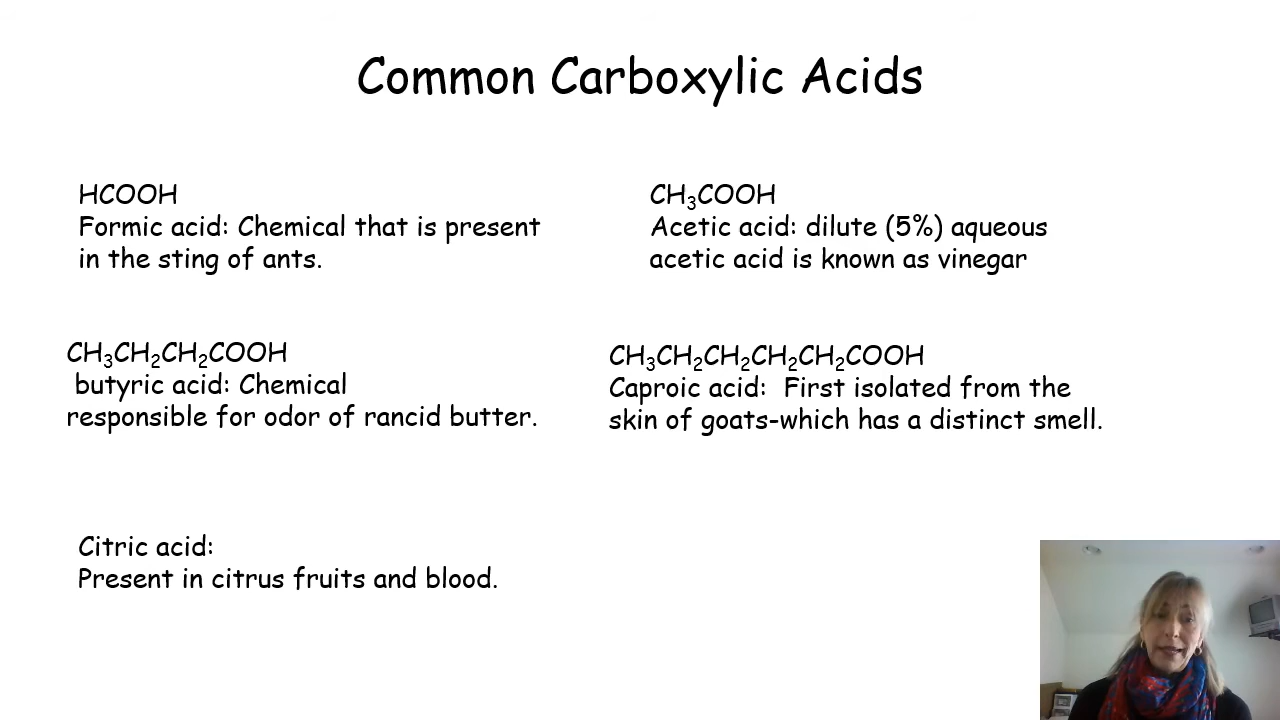 Common Carboxylic Acids
HCOOH
Formic acid: Chemical that is present
in the sting of ants.
CH₃COOH
Acetic acid: dilute (5%) aqueous
acetic acid is known as vinegar
CH₃CH₂CH₂COOH
butyric acid: Chemical
responsible for odor of rancid butter.
CH₃CH₂CH₂CH₂CH₂COOH
Caproic acid:  First isolated from the
skin of goats-which has a distinct smell.
Citric acid:
Present in citrus fruits and blood.